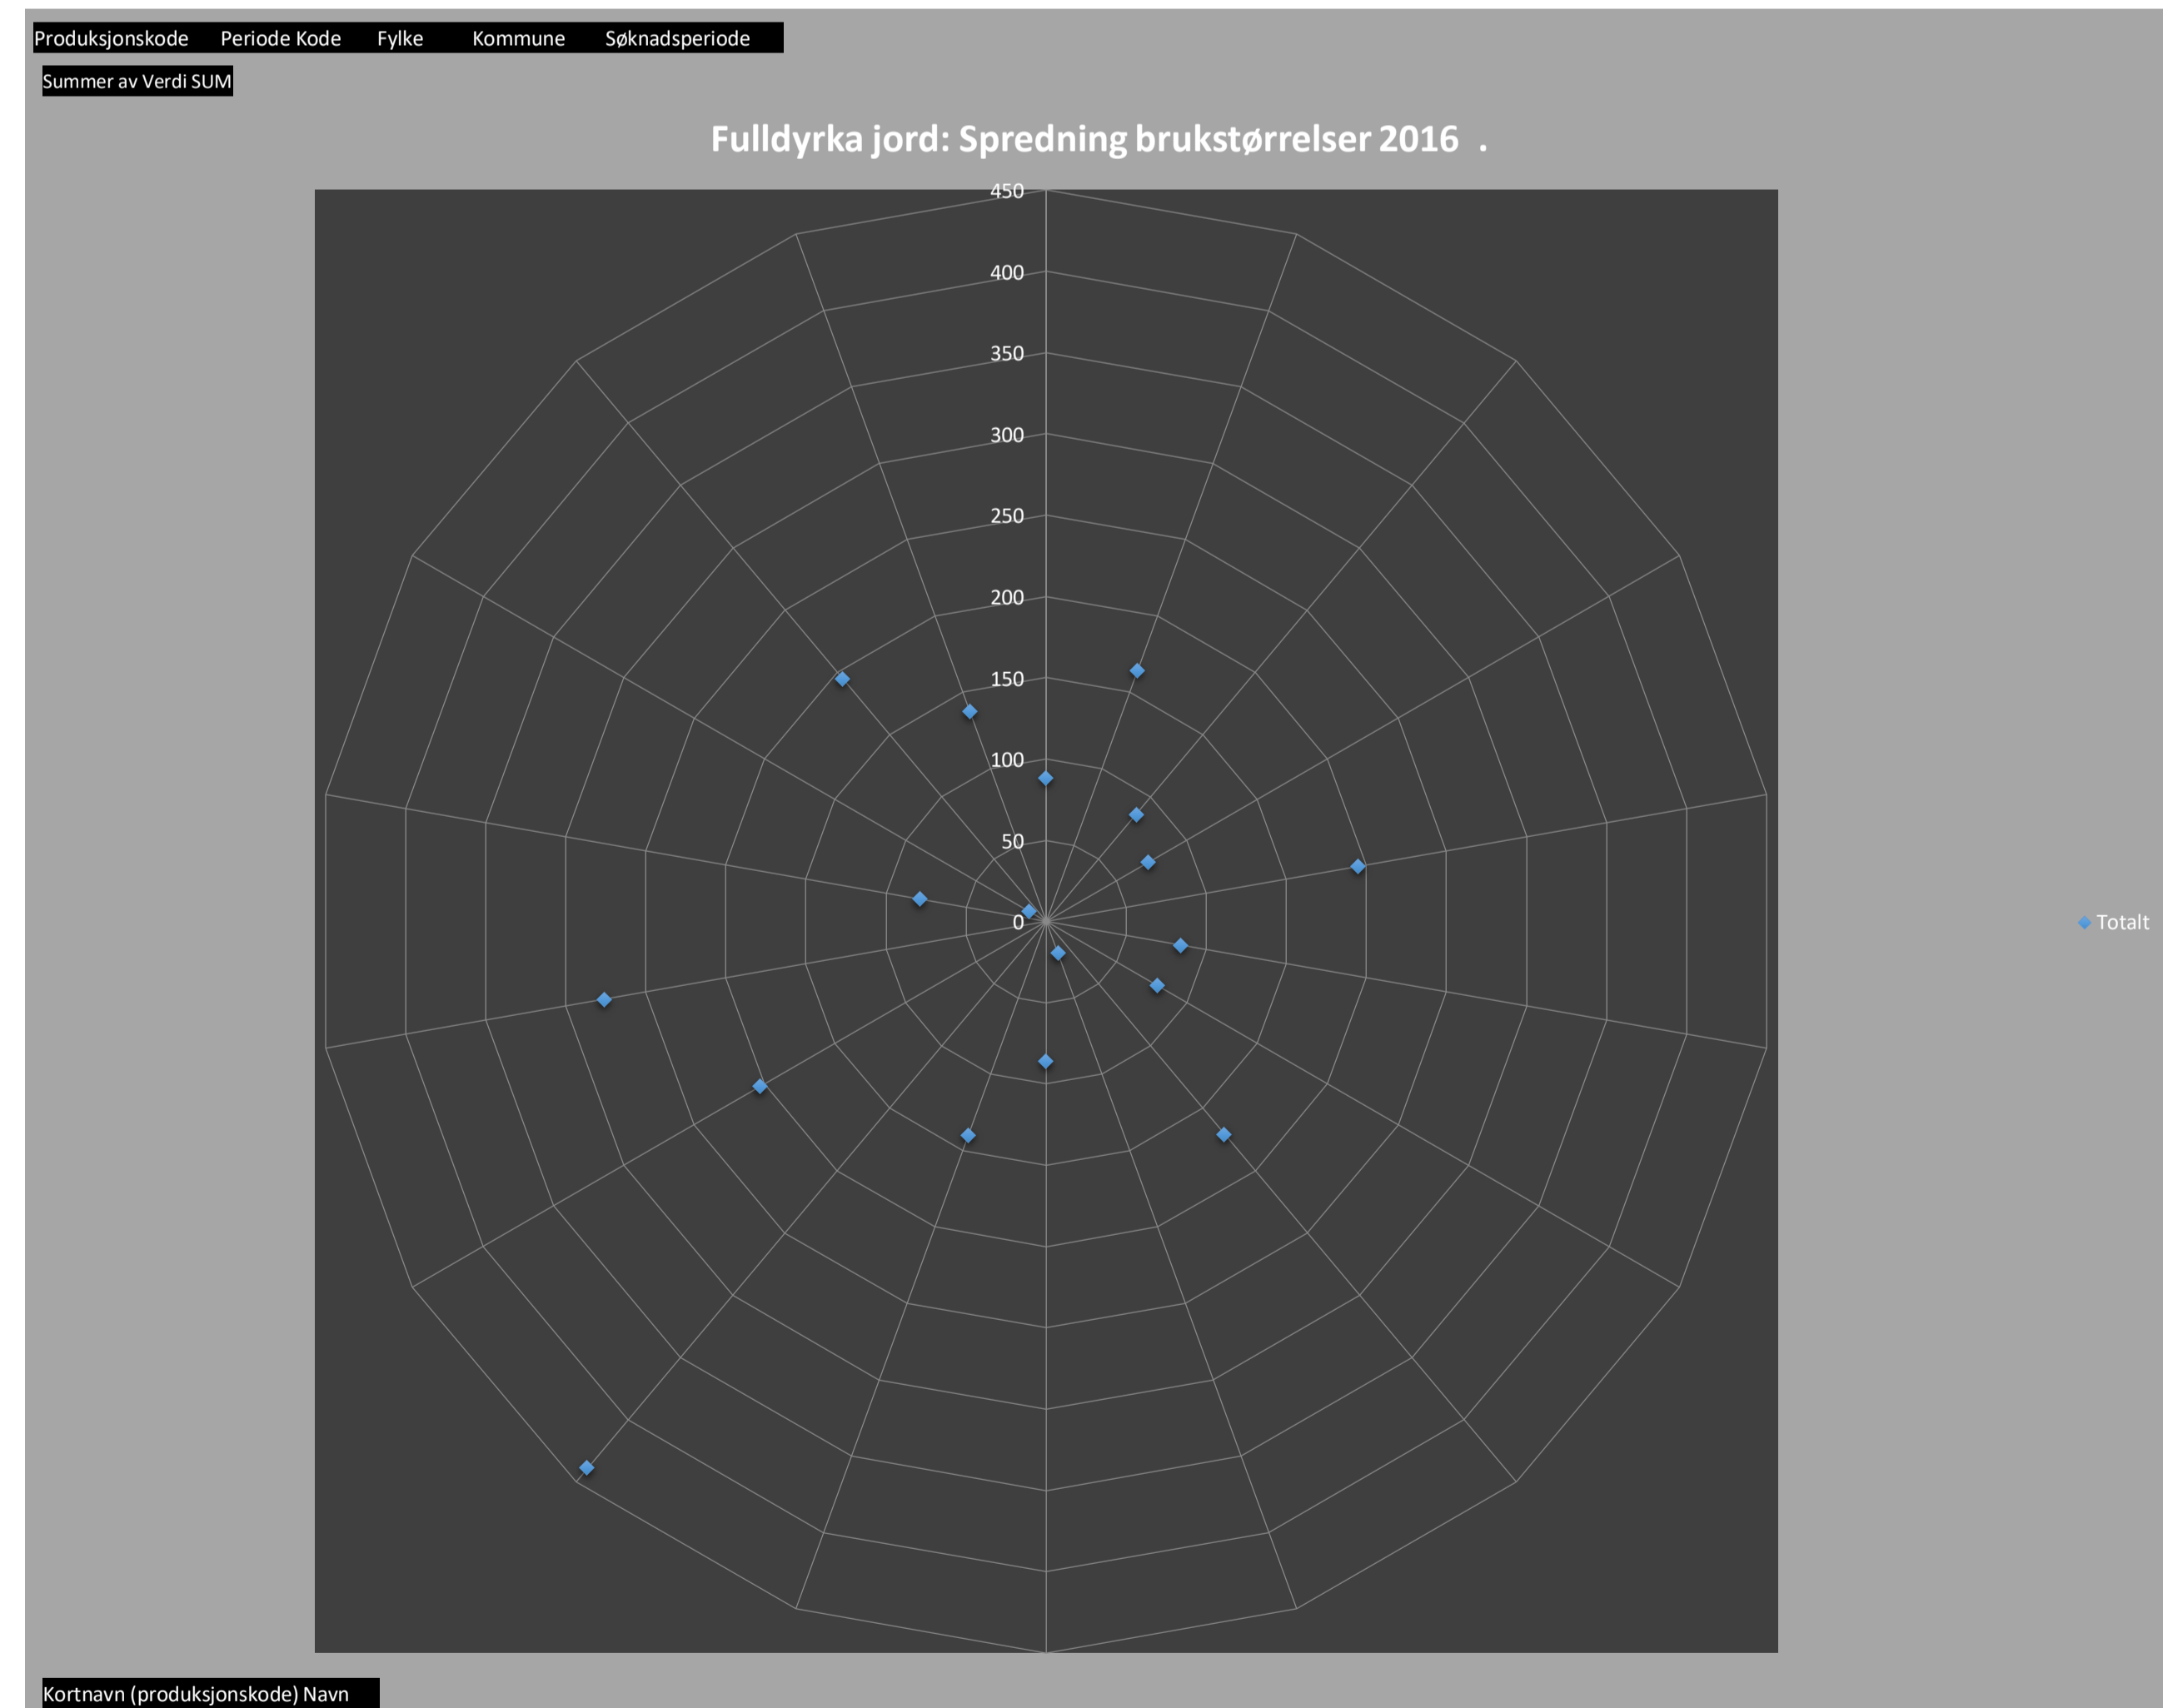 Produksjonskode Periode Kode Fylke Kommune Søknadsperiode
Summer av Verdi SUM
Fulldyrka jord: Spredning brukstørrelser 2016 .
450
400
350
300
250
200
150
100
50
0
Totalt
Kortnavn (produksjonskode) Navn